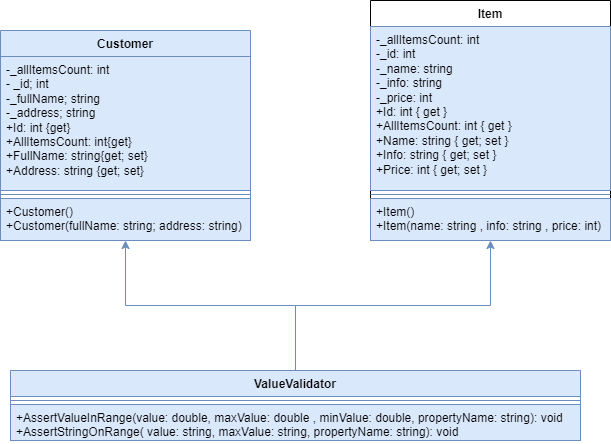 Customer
-_allItemsCount: int
-_id; int
-_fullName; string
-_address; string
+Id: int {get}
+AllItemsCount: int{get}
+FullName: string{get; set}
+Address: string {get; set}
+Customer()
+Customer(fullName: string; address: string)
Item
-_allItemsCount: int
-_id: int
-_name: string
-_info: string
-_price: int
+Id: int { get }
+AllItemsCount: int { get }
+Name: string { get; set }
+Info: string { get; set }
+Price: int { get; set }
+Item()
+Item(name: string , info: string , price: int)
ValueValidator
+AssertValueInRange(value: double, maxValue: double , minValue: double, propertyName: string): void
+AssertStringOnRange( value: string, maxValue: string, propertyName: string): void